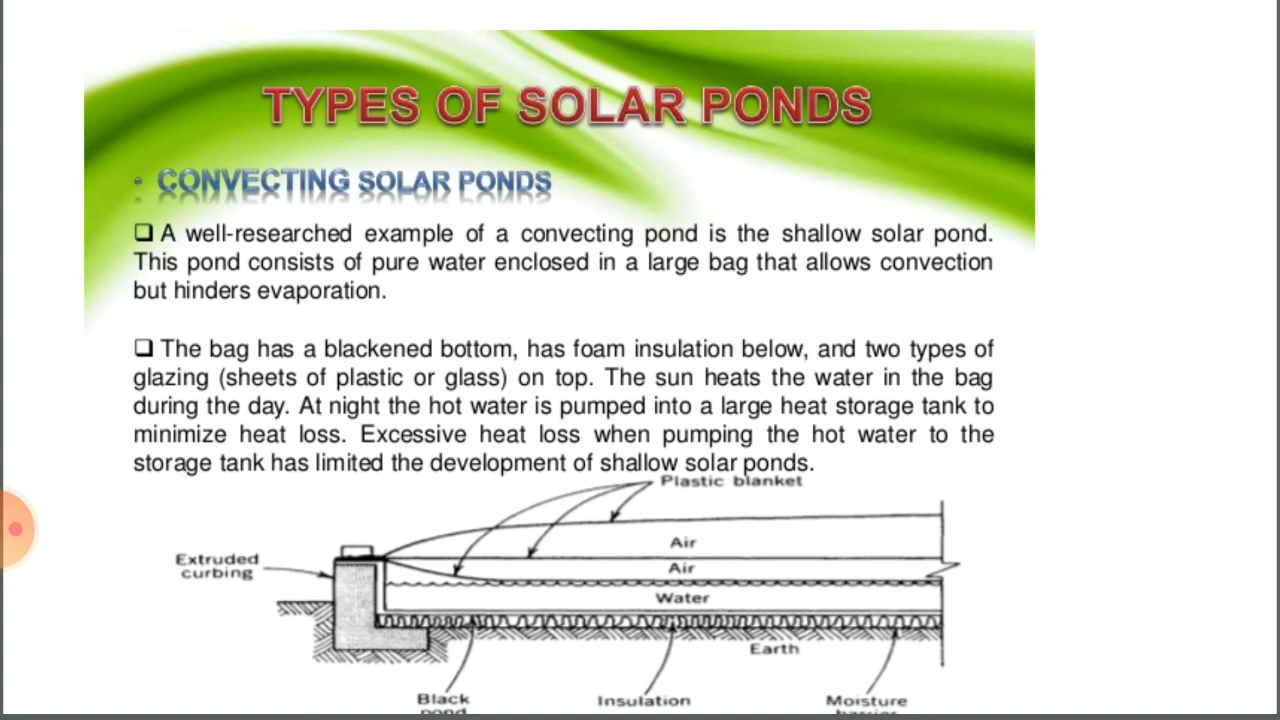 TYPES OF SOLAR PONDS
• CONVECTING SOLAR PONDS
❑ A well-researched example of a convecting pond is the shallow solar pond.
This pond consists of pure water enclosed in a large bag that allows convection
but hinders evaporation.
❑ The bag has a blackened bottom, has foam insulation below, and two types of
glazing (sheets of plastic or glass) on top. The sun heats the water in the bag
during the day. At night the hot water is pumped into a large heat storage tank to
minimize heat loss. Excessive heat loss when pumping the hot water to the
storage tank has limited the development of shallow solar ponds.
Plastic blanket
Air
Extruded
curbing
Air
Water
Earth
Black
pond
Insulation
Moisture
barrier